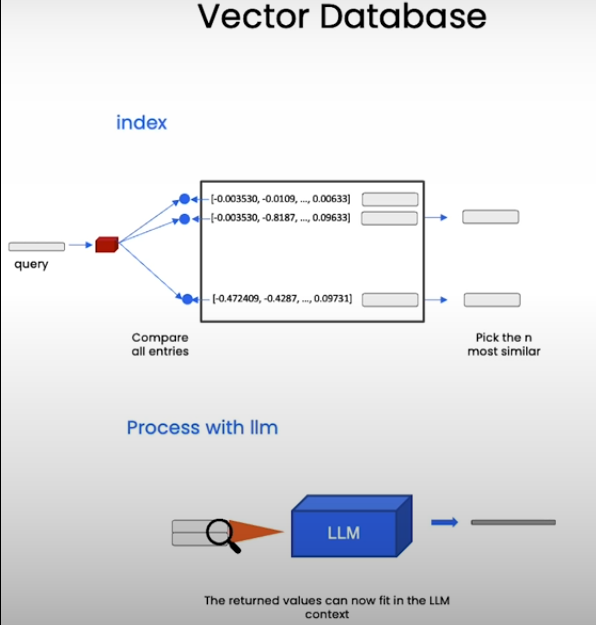 Vector Database
index
[-0.003530, -0.0109, ..., 0.00633]
[-0.003530, -0.8187, ..., 0.09633]
query
[-0.472409, -0.4287, ..., 0.09731]
Compare
all entries
Pick the n
most similar
Process with llm
LLM
The returned values can now fit in the LLM
context